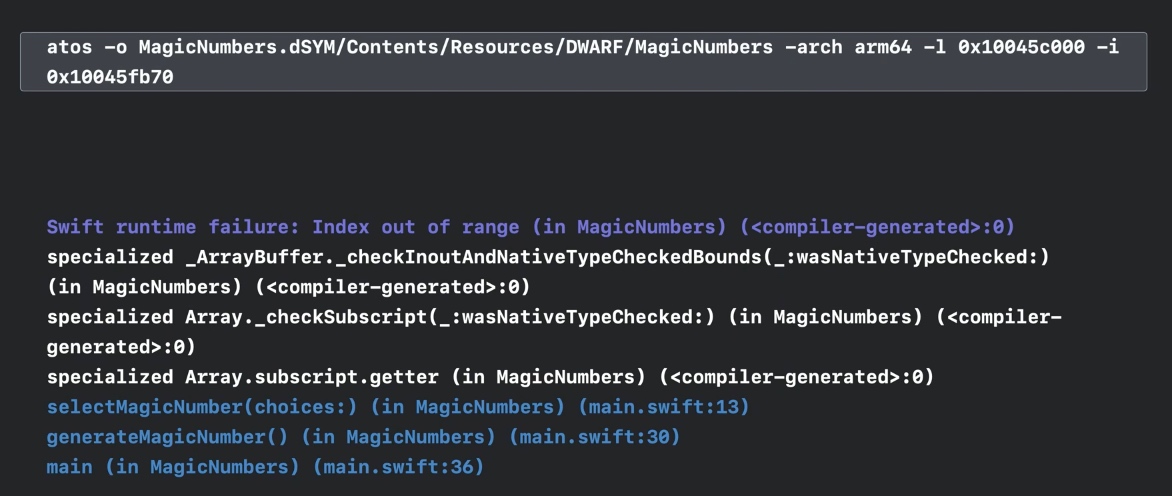 atos -o MagicNumbers.dSYM/Contents/Resources/DWARF/MagicNumbers -arch arm64 -l 0x10045c000 -i
0x10045fb70
Swift runtime failure: Index out of range (in MagicNumbers) (<compiler-generated>:0)
specialized _ArrayBuffer._checkInoutAndNativeTypeCheckedBounds(_:wasNativeTypeChecked:)
(in MagicNumbers) (<compiler-generated>:0)
specialized Array._checkSubscript(_:wasNativeTypeChecked:) (in MagicNumbers) (<compiler-
generated>:0)
specialized Array.subscript.getter (in MagicNumbers) (<compiler-generated>:0)
selectMagicNumber(choices:) (in MagicNumbers) (main.swift:13)
generateMagicNumber() (in MagicNumbers) (main.swift:30)
main (in MagicNumbers) (main.swift:36)